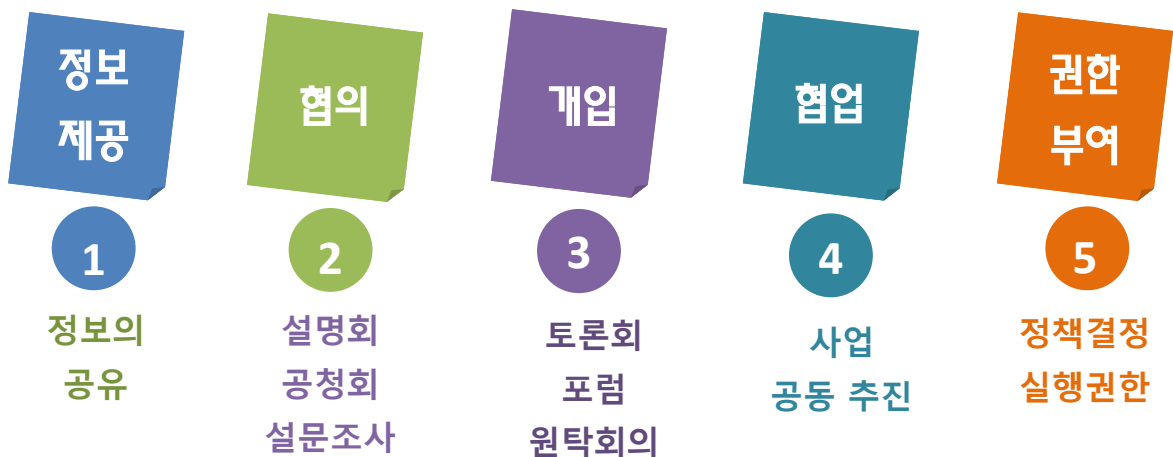 정보
제공
협의
개입
협업
권한
부여
1
2
3
4
5
정보의
공유
설명회
공청회
설문조사
토론회
포럼
원탁회의
사업
공동 추진
정책결정
실행권한